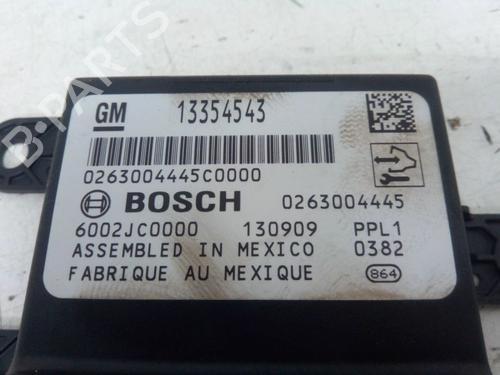 GM 13354543
0263004445C0000
BOSCH 0263004445
6002JC0000 130909 PPL1
ASSEMBLED IN MEXICO 0382
FABRIQUE AU MEXIQUE 864
B-PARTS